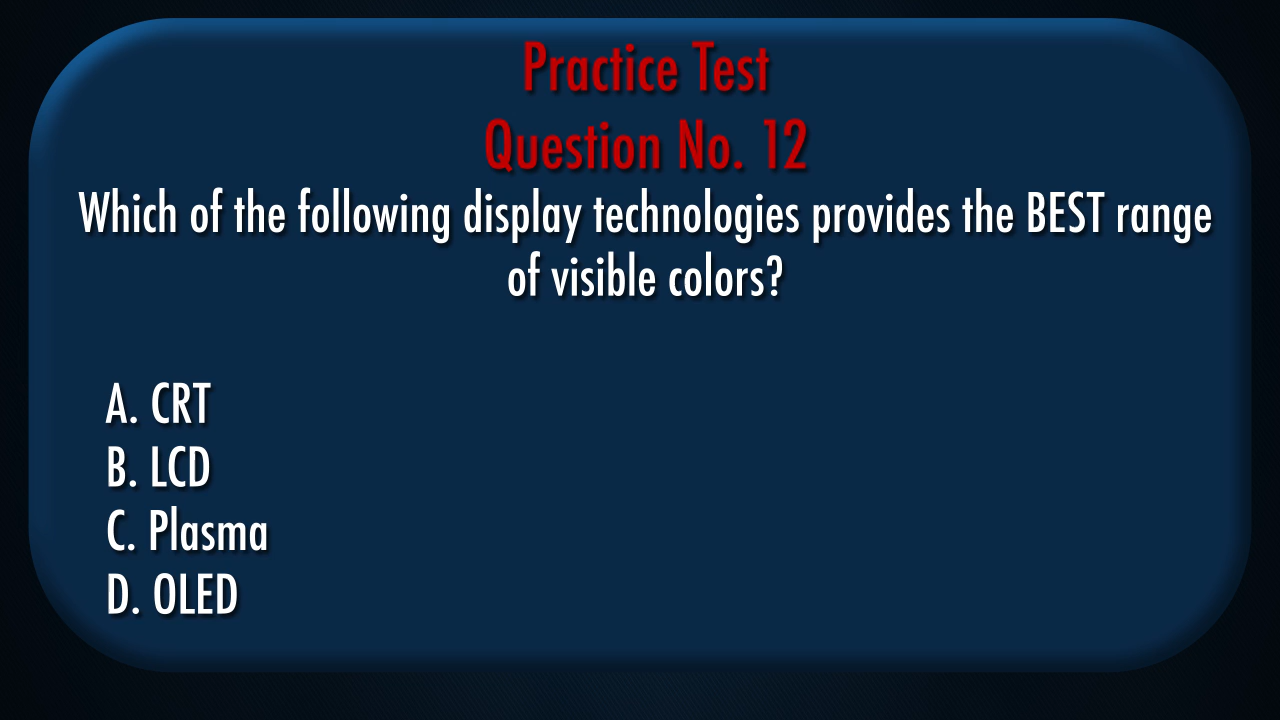 Practice Test
Question No. 12
Which of the following display technologies provides the BEST range
of visible colors?
A. CRT
B. LCD
C. Plasma
D. OLED